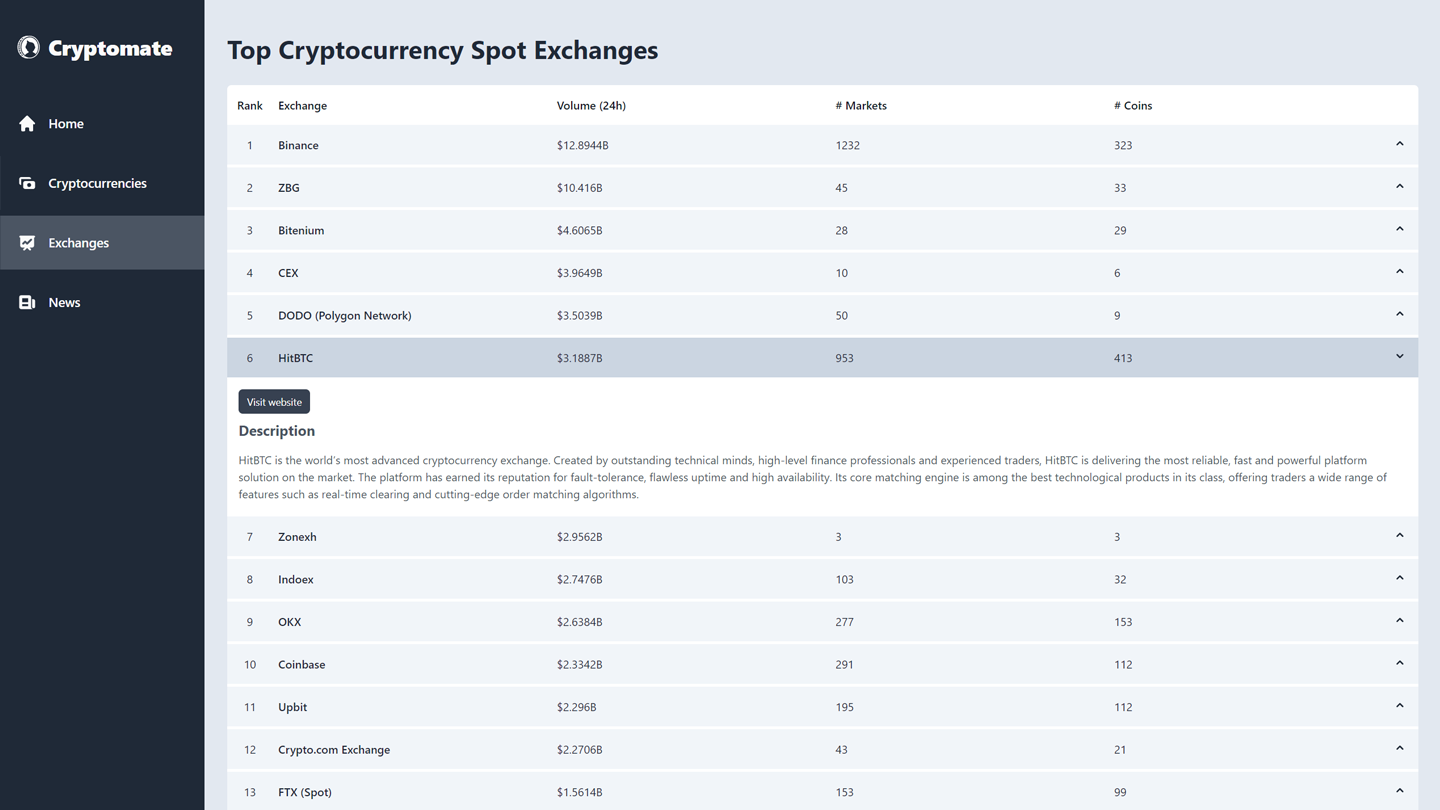 Cryptomate
Home
Cryptocurrencies
Exchanges
News
Top Cryptocurrency Spot Exchanges
Rank Exchange Volume (24h) # Markets # Coins
1 Binance $12.8944B 1232 323
2 ZBG $10.416B 45 33
3 Bitenium $4.6065B 28 29
4 CEX $3.9649B 10 6
5 DODO (Polygon Network) $3.5039B 50 9
6 HitBTC $3.1887B 953 413
Visit website
Description
HitBTC is the world's most advanced cryptocurrency exchange. Created by outstanding technical minds, high-level finance professionals and experienced traders, HitBTC is delivering the most reliable, fast and powerful platform
solution on the market. The platform has earned its reputation for fault-tolerance, flawless uptime and high availability. Its core matching engine is among the best technological products in its class, offering traders a wide range of
features such as real-time clearing and cutting-edge order matching algorithms.
7 Zonexh $2.9562B 3 3
8 Indoex $2.7476B 103 32
9 OKX $2.6384B 277 153
10 Coinbase $2.3342B 291 112
11 Upbit $2.296B 195 112
12 Crypto.com Exchange $2.2706B 43 21
13 FTX (Spot) $1.5614B 153 99